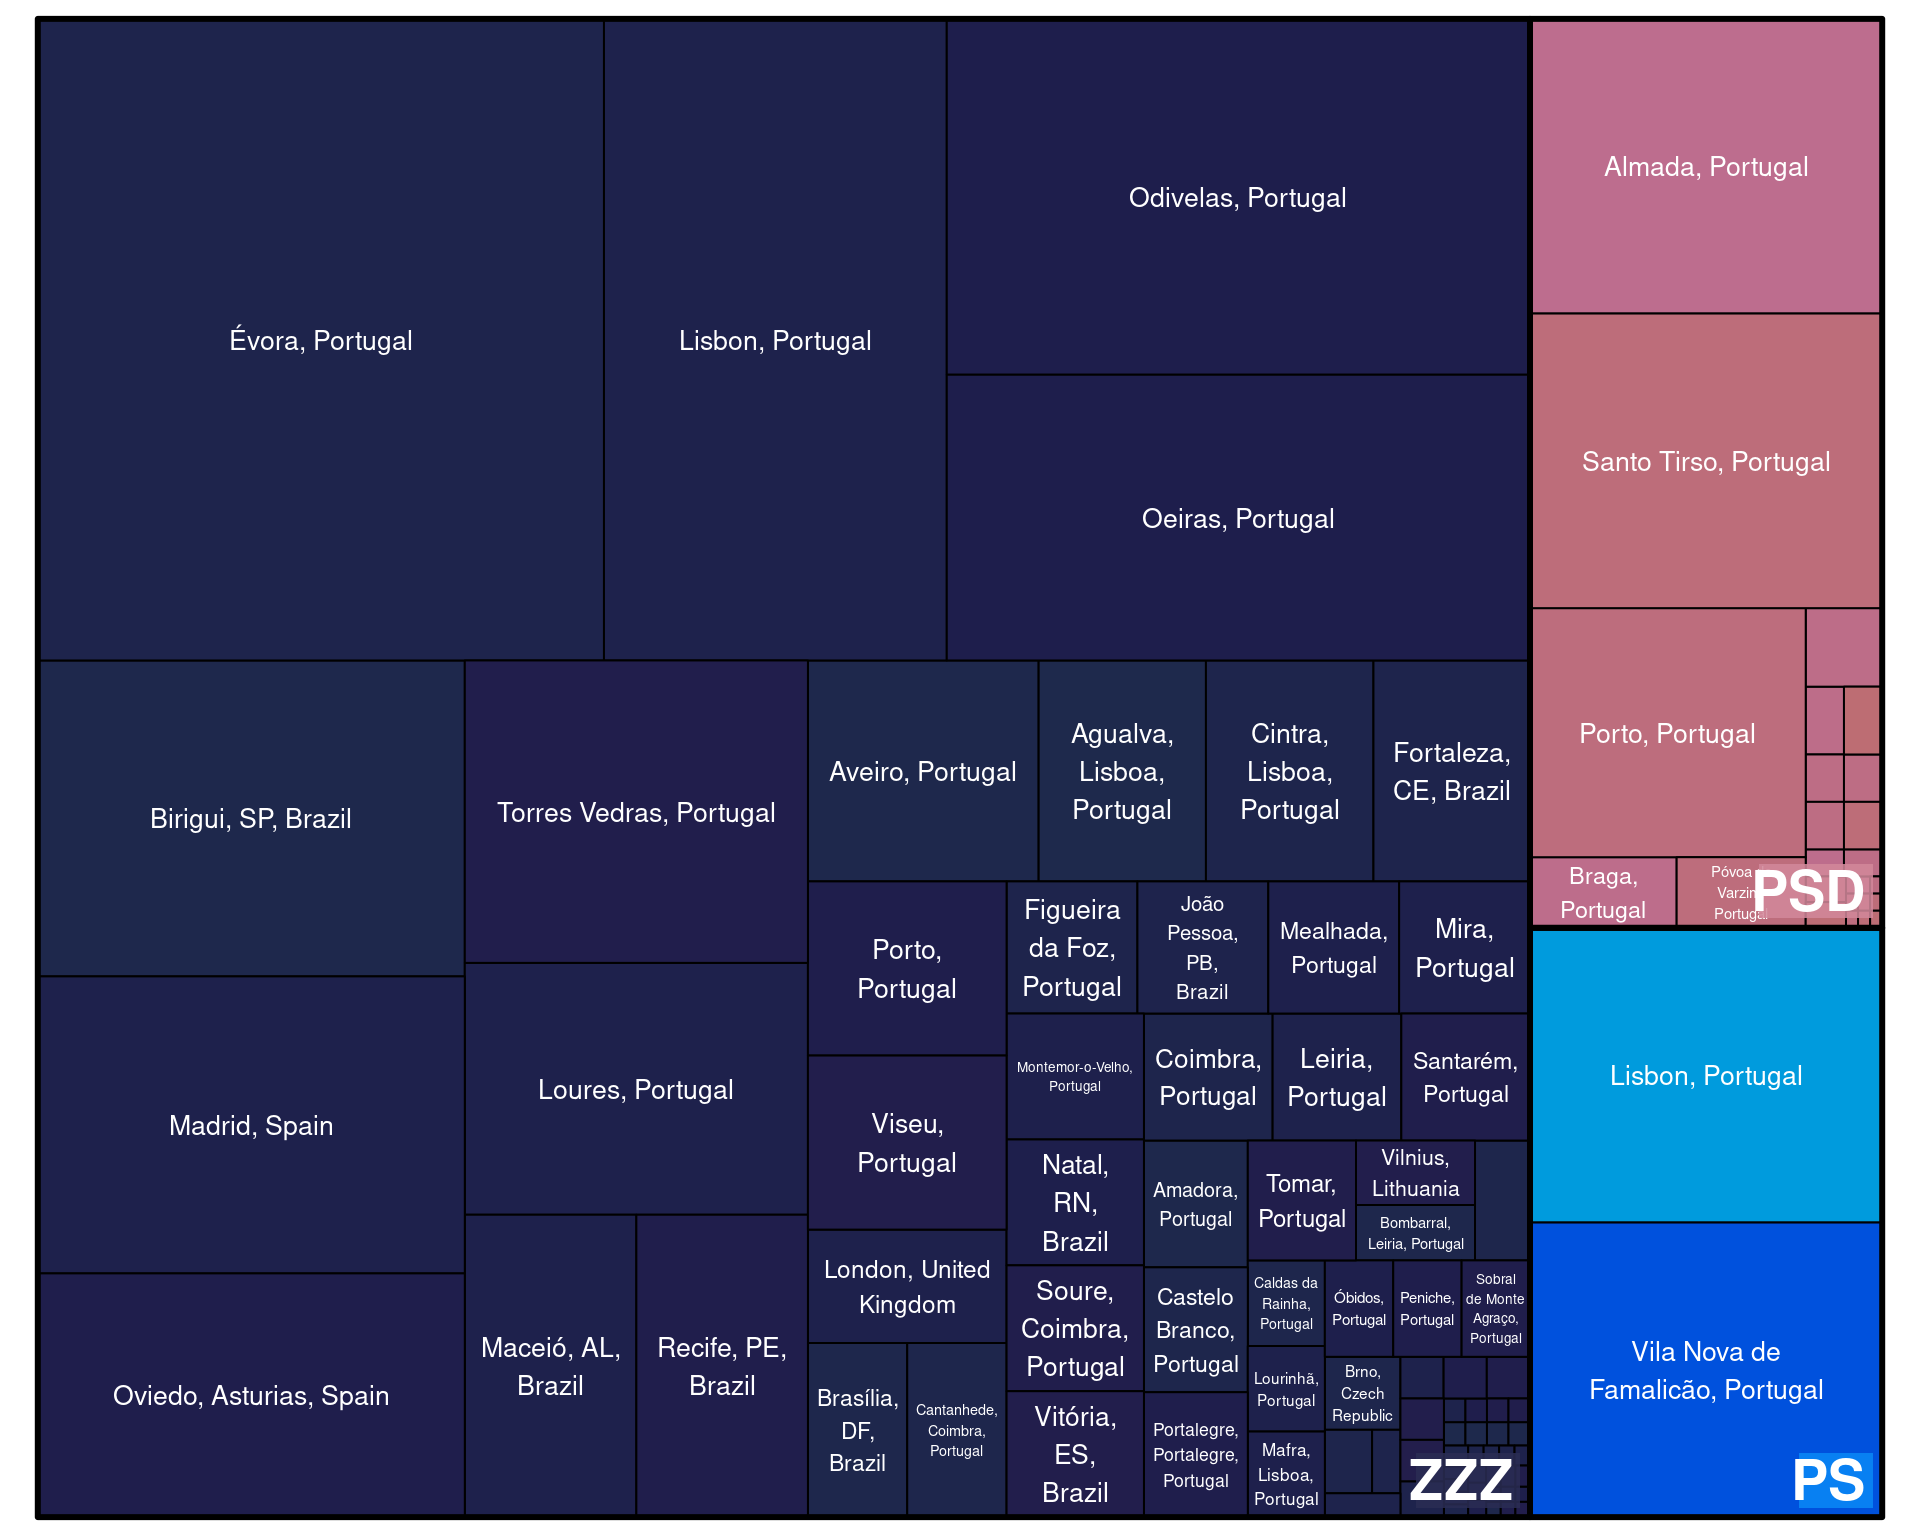 Évora, Portugal
Lisbon, Portugal
Odivelas, Portugal
Oeiras, Portugal
Birigui, SP, Brazil
Madrid, Spain
Oviedo, Asturias, Spain
Torres Vedras, Portugal
Loures, Portugal
Maceió, AL,
Brazil
Recife, PE,
Brazil
Aveiro, Portugal
Agualva,
Lisboa,
Portugal
Cintra,
Lisboa,
Portugal
Fortaleza,
CE, Brazil
Porto,
Portugal
Viseu,
Portugal
London, United
Kingdom
Brasília,
DF,
Brazil
Cantanhede,
Coimbra,
Portugal
Figueira
da Foz,
Portugal
João
Pessoa,
PB,
Brazil
Mealhada,
Portugal
Mira,
Portugal
Montemor-o-Velho,
Portugal
Natal,
RN,
Brazil
Soure,
Coimbra,
Portugal
Vitória,
ES,
Brazil
Coimbra,
Portugal
Leiria,
Portugal
Santarém,
Portugal
Amadora,
Portugal
Castelo
Branco,
Portugal
Portalegre,
Portalegre,
Portugal
Tomar,
Portugal
Vilnius,
Lithuania
Bombarral,
Leiria, Portugal
Caldas da
Rainha,
Portugal
Lourinhã,
Portugal
Mafra,
Lisboa,
Portugal
Óbidos,
Portugal
Peniche,
Portugal
Sobral
de Monte
Agraço,
Portugal
Brno,
Czech
Republic
ZZZ
Almada, Portugal
Santo Tirso, Portugal
Porto, Portugal
Braga,
Portugal
Póvoa
Varzim
Portugal
PSD
Lisbon, Portugal
Vila Nova de
Famalicão, Portugal
PS